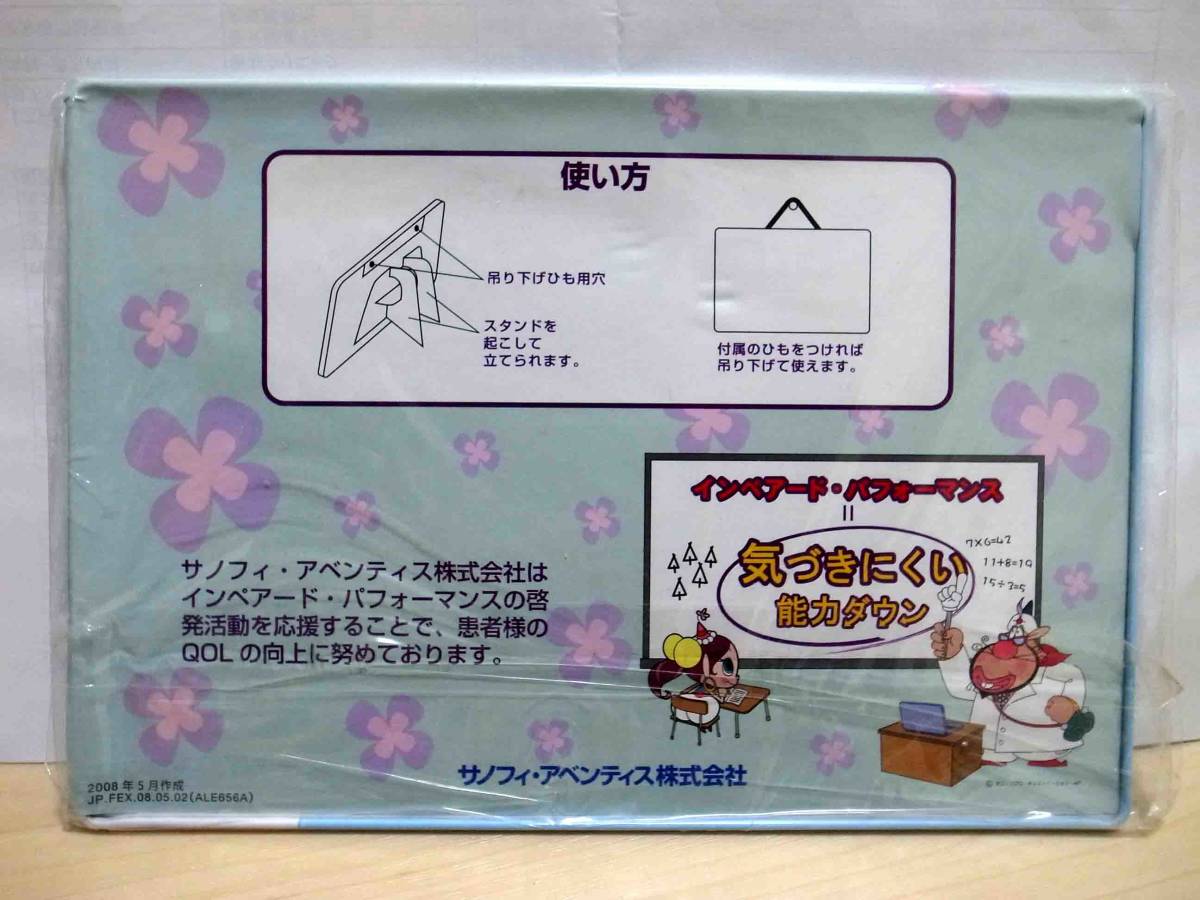 使い方
吊り下げひも用穴
スタンドを
起こして
立てられます。
付属のひもをつければ
吊り下げて使えます。
インペアード・パフォーマンス
=
気づきにくい
能力ダウン
7×6=42
11+8=19
15÷3=5
サノフィ・アベンティス株式会社は
インペアード・パフォーマンスの啓
発活動を応援することで、患者様の
QOLの向上に努めております。
サノフィ・アベンティス株式会社
2008年5月作成
JP.FEX.08.05.02(ALE656A)